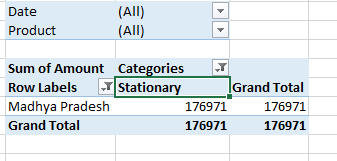 Date (All)
Product (All)
Sum of Amount Categories
Row Labels Stationary Grand Total
Madhya Pradesh 176971 176971
Grand Total 176971 176971